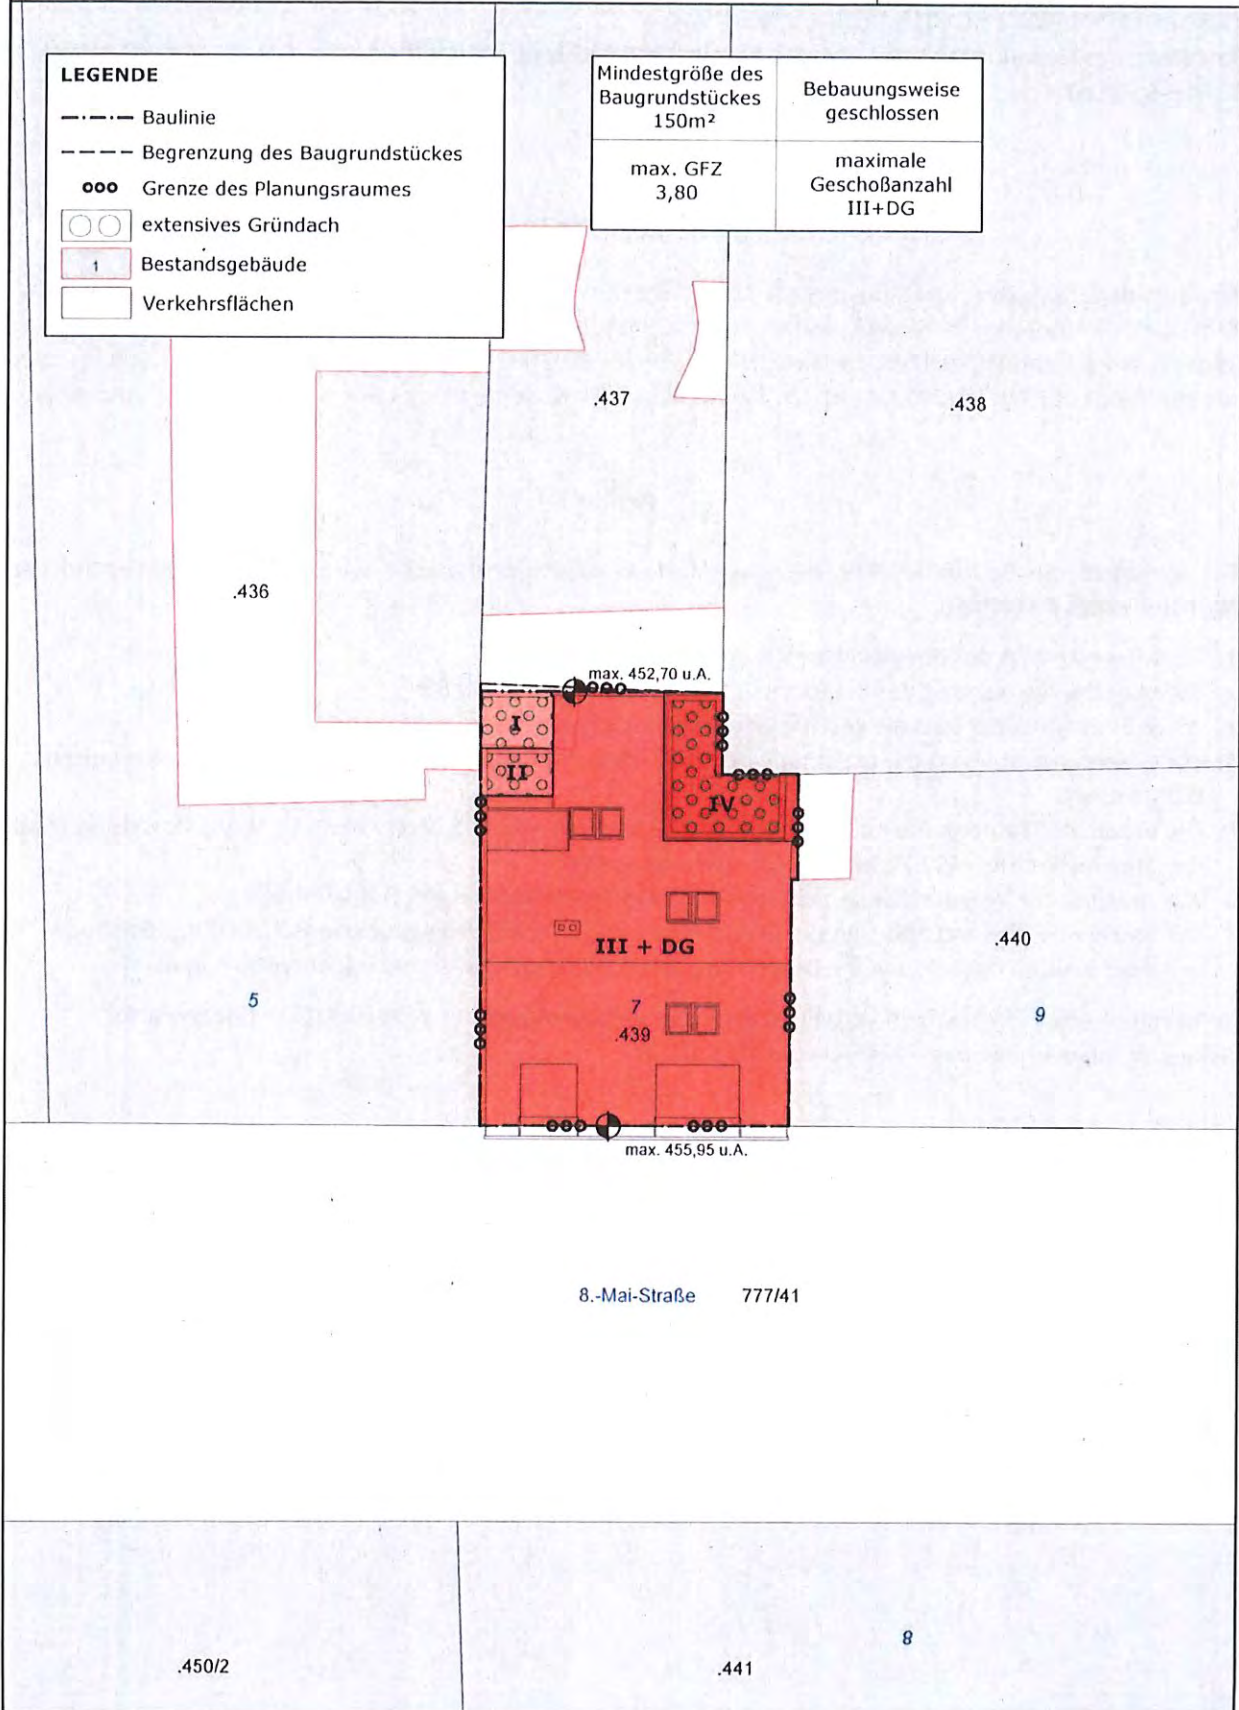 LEGENDE
Baulinie
Begrenzung des Baugrundstückes
Grenze des Planungsraumes
extensives Gründach
1 Bestandsgebäude
Verkehrsflächen
Mindestgröße des
Baugrundstückes
150m²
Bebauungsweise
geschlossen
max. GFZ
3,80
maximale
Geschoßanzahl
III+DG
.437
.438
.436
max. 452,70 u.A.
I
II
IV
III + DG
.440
5
7
9
.439
max. 455,95 u.A.
8.-Mai-Straße 777/41
8
.450/2
.441